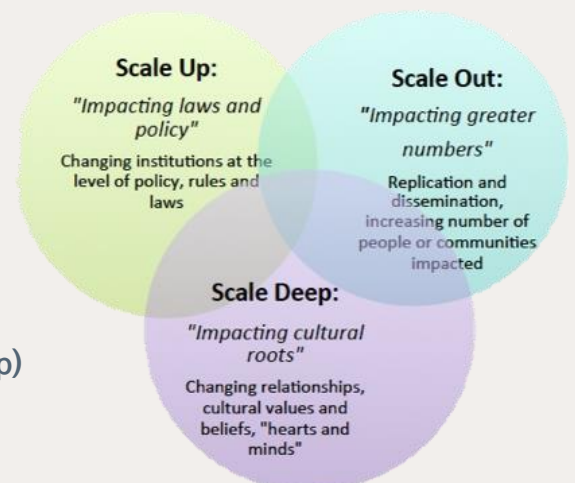 Scale Up:
"Impacting laws and
policy"
Changing institutions at the
level of policy, rules and
laws
Scale Out:
"Impacting greater
numbers"
Replication and
dissemination,
increasing number of
people or communities
impacted
Scale Deep:
"Impacting cultural
roots"
Changing relationships,
cultural values and
beliefs, "hearts and
minds"
p)